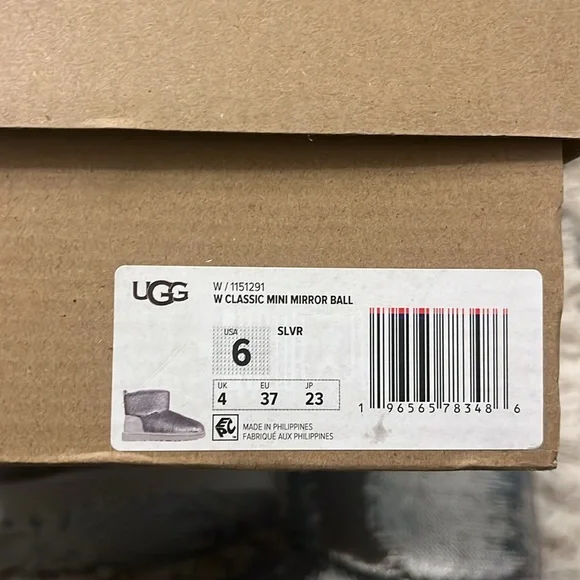 UGG
W / 1151291
W CLASSIC MINI MIRROR BALL
USA
6
SLVR
UK EU JP
4 37 23
MADE IN PHILIPPINES
FABRIQUÉ AUX PHILIPPINES
1 96565 78348 6